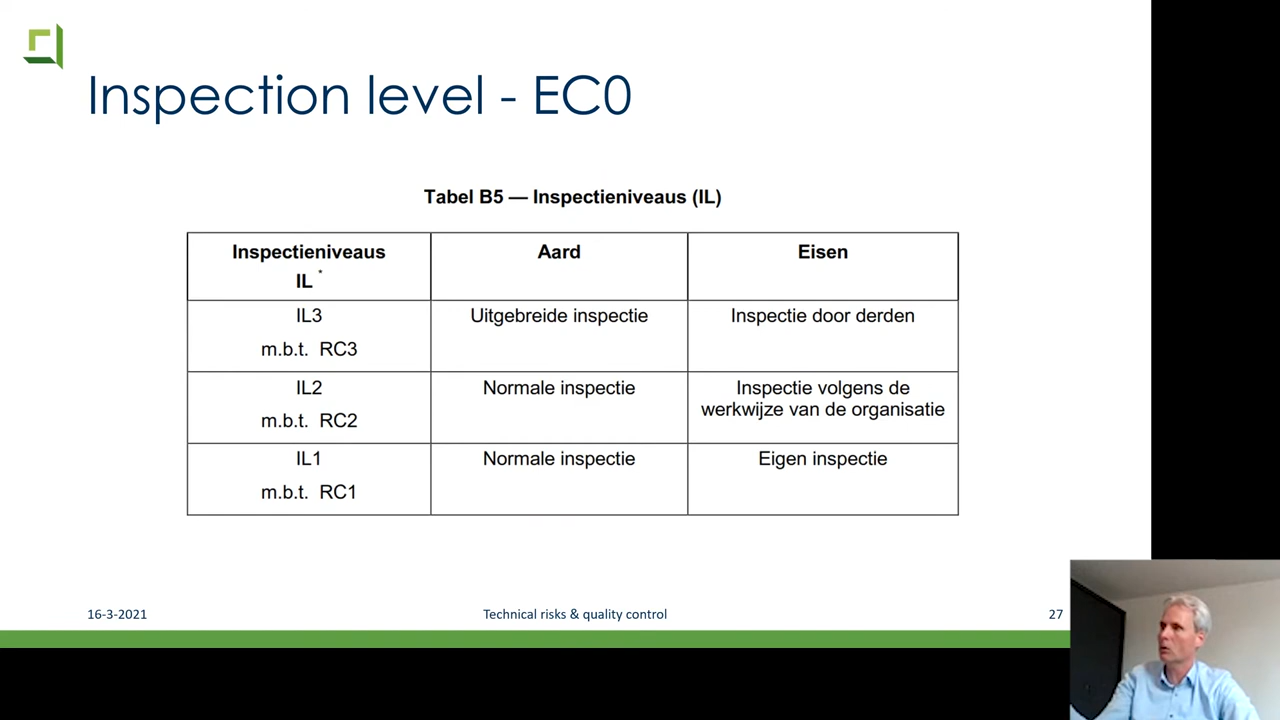 Inspection level - EC0
Tabel B5 — Inspectieniveaus (IL)
Inspectieniveaus
IL *
Aard
Eisen
IL3
m.b.t. RC3
Uitgebreide inspectie
Inspectie door derden
IL2
m.b.t. RC2
Normale inspectie
Inspectie volgens de
werkwijze van de organisatie
IL1
m.b.t. RC1
Normale inspectie
Eigen inspectie
16-3-2021
Technical risks & quality control
27